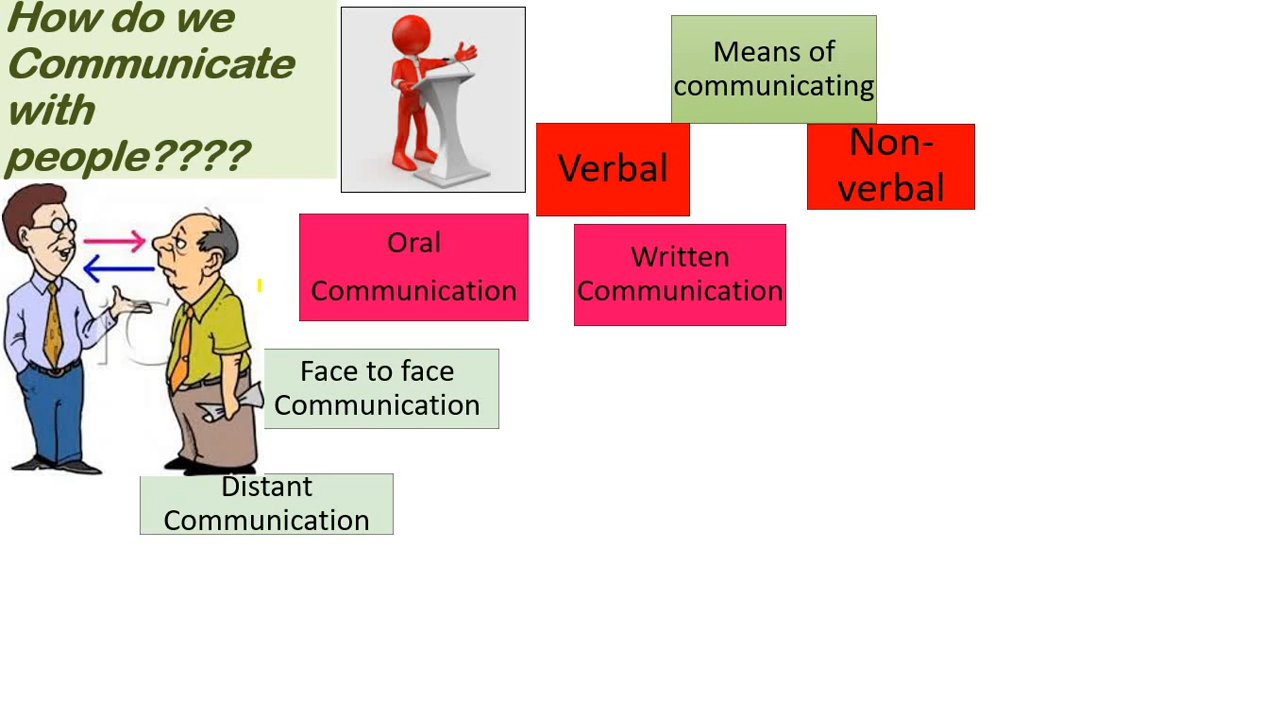 How do we
Communicate
with
people????
Means of
communicating
Verbal
Non-
verbal
Oral
Communication
Written
Communication
Face to face
Communication
Distant
Communication